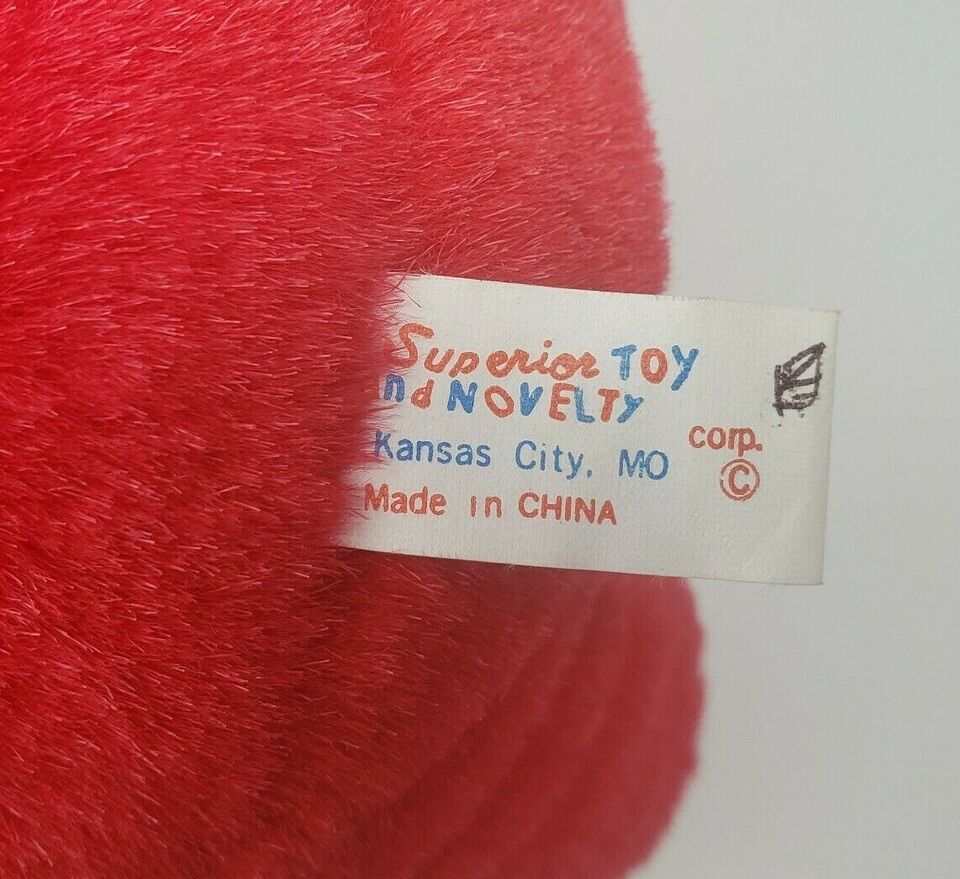 Superior TOY
nd NOVELTY
corp.
Kansas City, MO
©
Made in CHINA